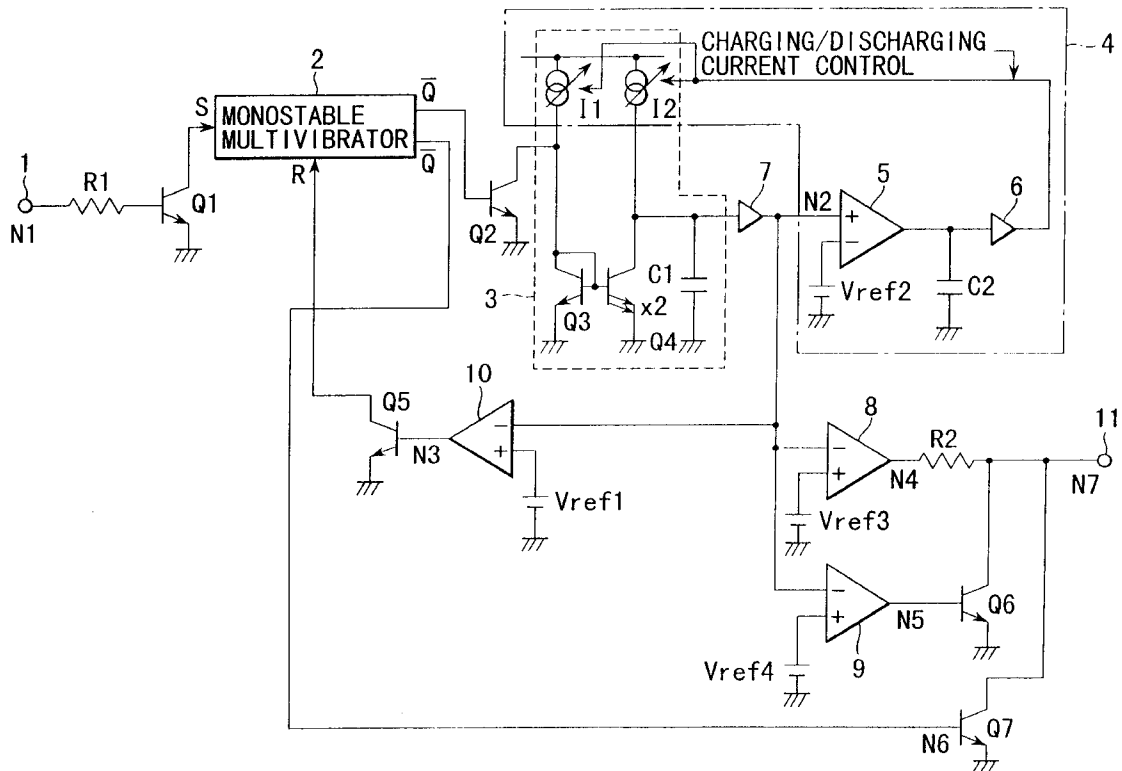 CHARGING/DISCHARGING
CURRENT CONTROL
4
2
S
MONOSTABLE
MULTIVIBRATOR
Q̅
Q̅
R
I1
I2
1
R1
N1
Q1
Q2
7
N2
5
6
+
−
Vref2
C2
3
Q3
x2
Q4
C1
10
Q5
N3
−
+
Vref1
8
−
+
N4
R2
11
N7
Vref3
−
+
N5
9
Q6
Vref4
N6
Q7